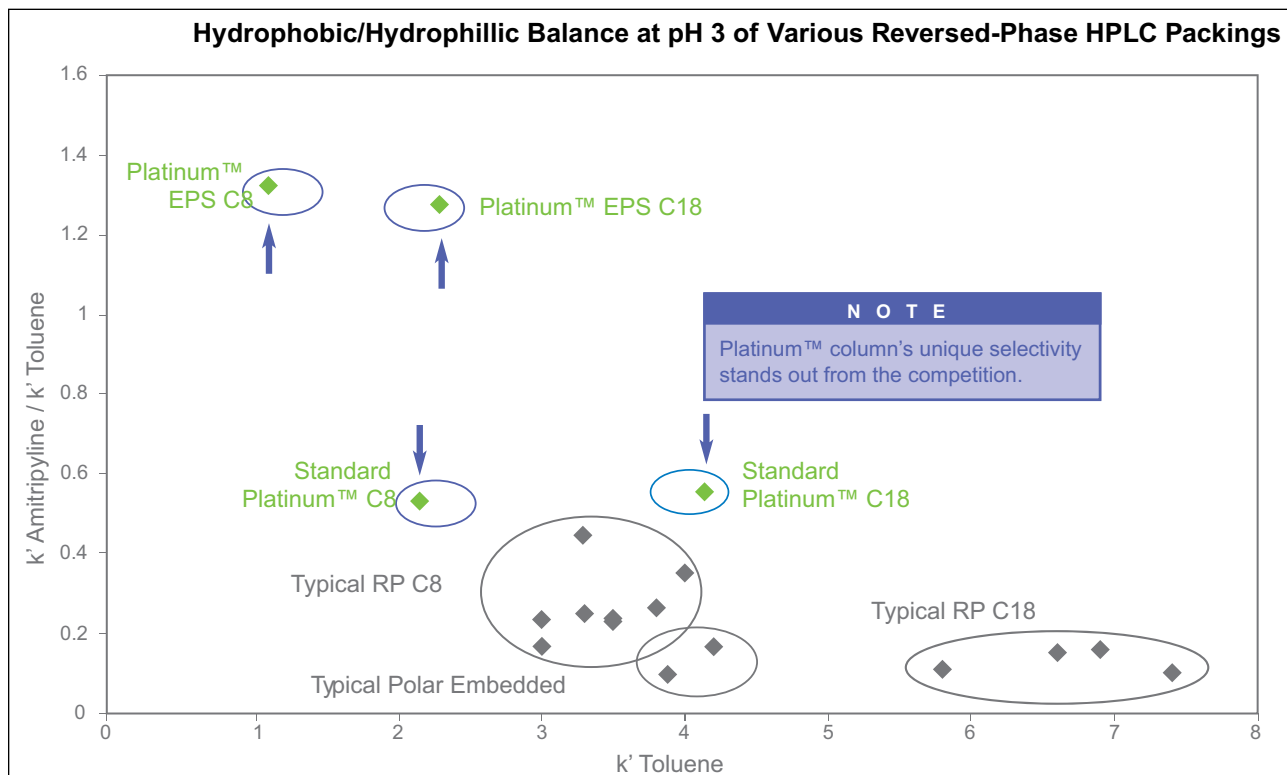 Hydrophobic/Hydrophillic Balance at pH 3 of Various Reversed-Phase HPLC Packings
1.6
1.4
1.2
1
0.8
0.6
0.4
0.2
0
k' Amitripyline / k' Toluene
Platinum™
EPS C8
Platinum™ EPS C18
N O T E
Platinum™ column's unique selectivity
stands out from the competition.
Standard
Platinum™ C8
Standard
Platinum™ C18
Typical RP C8
Typical RP C18
Typical Polar Embedded
0 1 2 3 4 5 6 7 8
k' Toluene